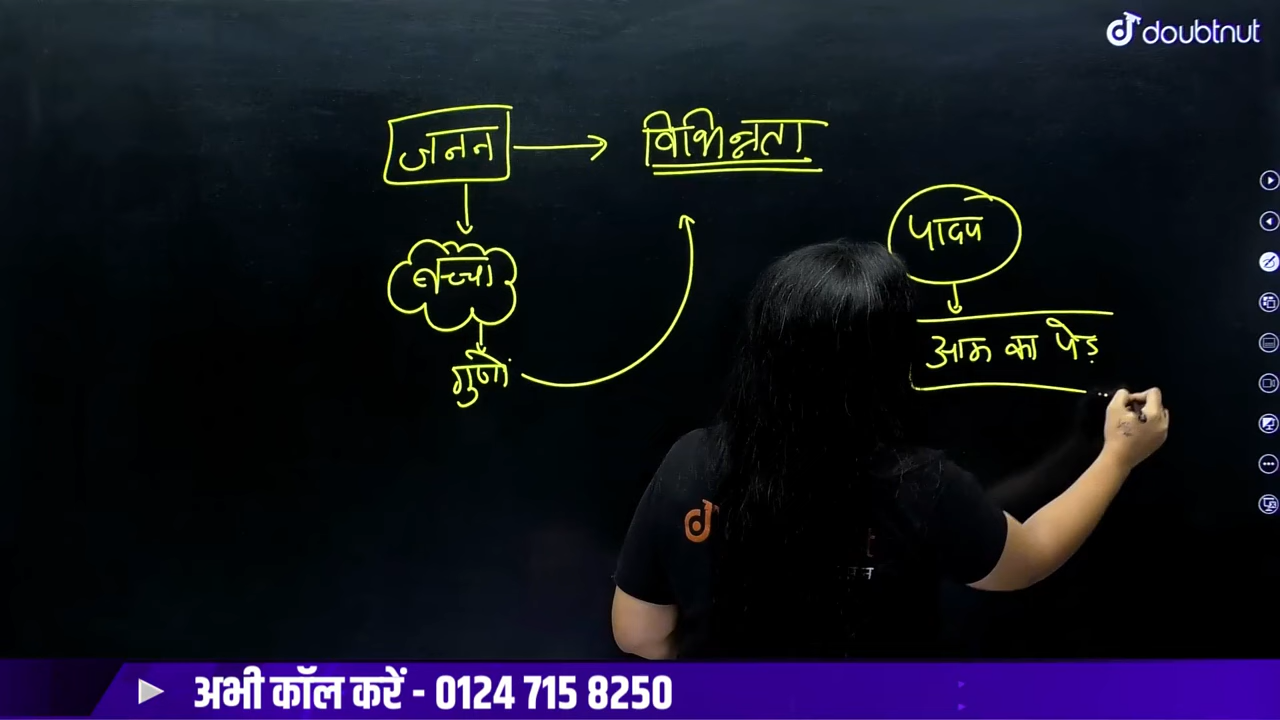 doubtnut
जनन → विभिन्नता
बच्चा
गुणों
पादप
आम का पेड़
अभी कॉल करें - 0124 715 8250